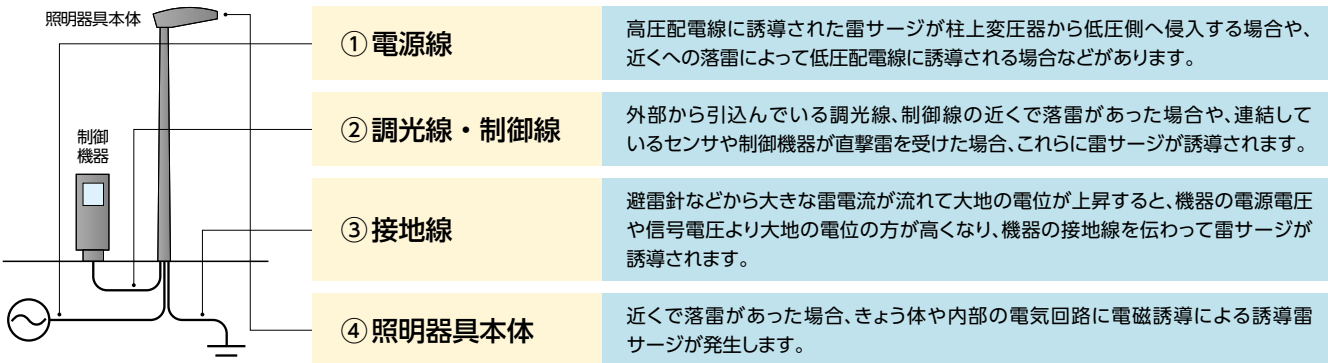 照明器具本体
制御
機器
①電源線
高圧配電線に誘導された雷サージが柱上変圧器から低圧側へ侵入する場合や、
近くへの落雷によって低圧配電線に誘導される場合などがあります。
②調光線・制御線
外部から引込んでいる調光線、制御線の近くで落雷があった場合や、連結して
いるセンサや制御機器が直撃雷を受けた場合、これらに雷サージが誘導されます。
③接地線
避雷針などから大きな雷電流が流れて大地の電位が上昇すると、機器の電源電圧
や信号電圧より大地の電位の方が高くなり、機器の接地線を伝わって雷サージが
誘導されます。
④照明器具本体
近くで落雷があった場合、きょう体や内部の電気回路に電磁誘導による誘導雷
サージが発生します。